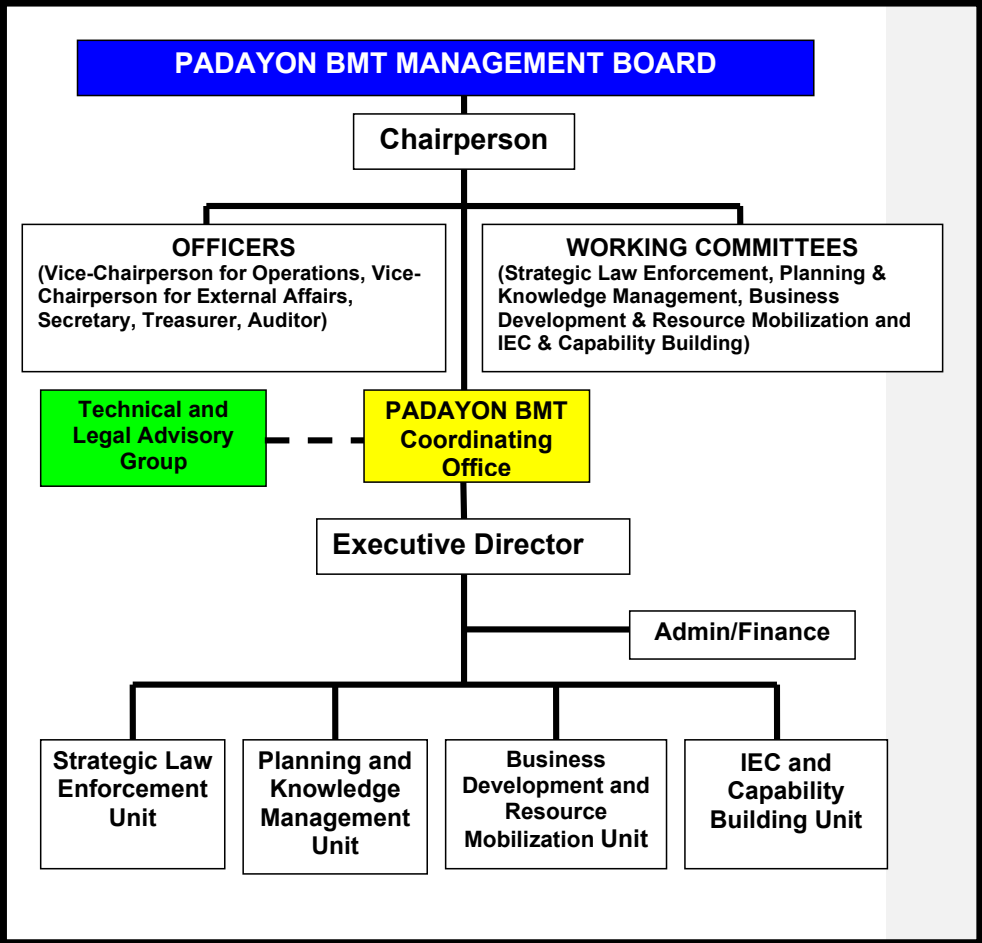 PADAYON BMT MANAGEMENT BOARD
Chairperson
OFFICERS
(Vice-Chairperson for Operations, Vice-
Chairperson for External Affairs,
Secretary, Treasurer, Auditor)
WORKING COMMITTEES
(Strategic Law Enforcement, Planning &
Knowledge Management, Business
Development & Resource Mobilization and
IEC & Capability Building)
Technical and
Legal Advisory
Group
PADAYON BMT
Coordinating
Office
Executive Director
Admin/Finance
Strategic Law
Enforcement
Unit
Planning and
Knowledge
Management
Unit
Business
Development and
Resource
Mobilization Unit
IEC and
Capability
Building Unit